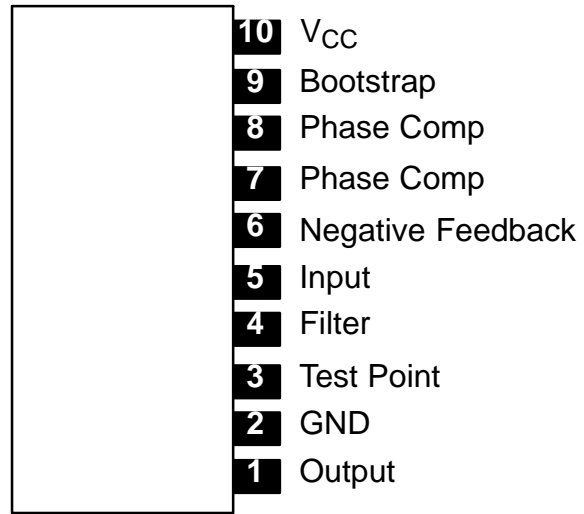 10 VCC
9 Bootstrap
8 Phase Comp
7 Phase Comp
6 Negative Feedback
5 Input
4 Filter
3 Test Point
2 GND
1 Output